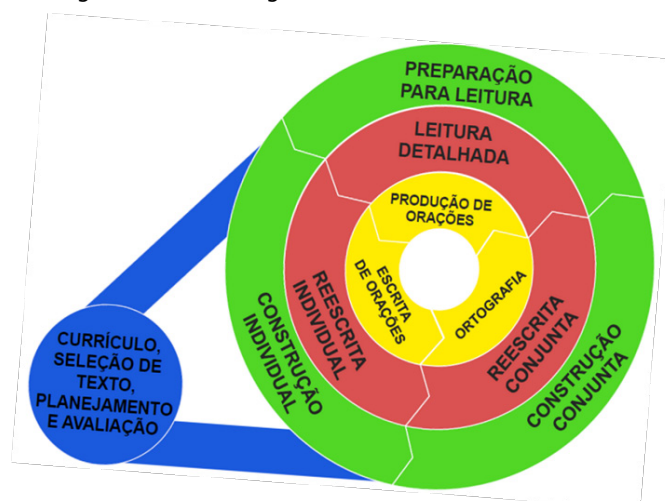 PREPARAÇÃO
PARA LEITURA
LEITURA
DETALHADA
PRODUÇÃO DE
ORAÇÕES
ESCRITA
DE ORAÇÕES
ORTOGRAFIA
REESCRITA
INDIVIDUAL
REESCRITA
CONJUNTA
CONSTRUÇÃO
INDIVIDUAL
CONSTRUÇÃO
CONJUNTA
CURRÍCULO,
SELEÇÃO DE
TEXTO,
PLANEJAMENTO
E AVALIAÇÃO